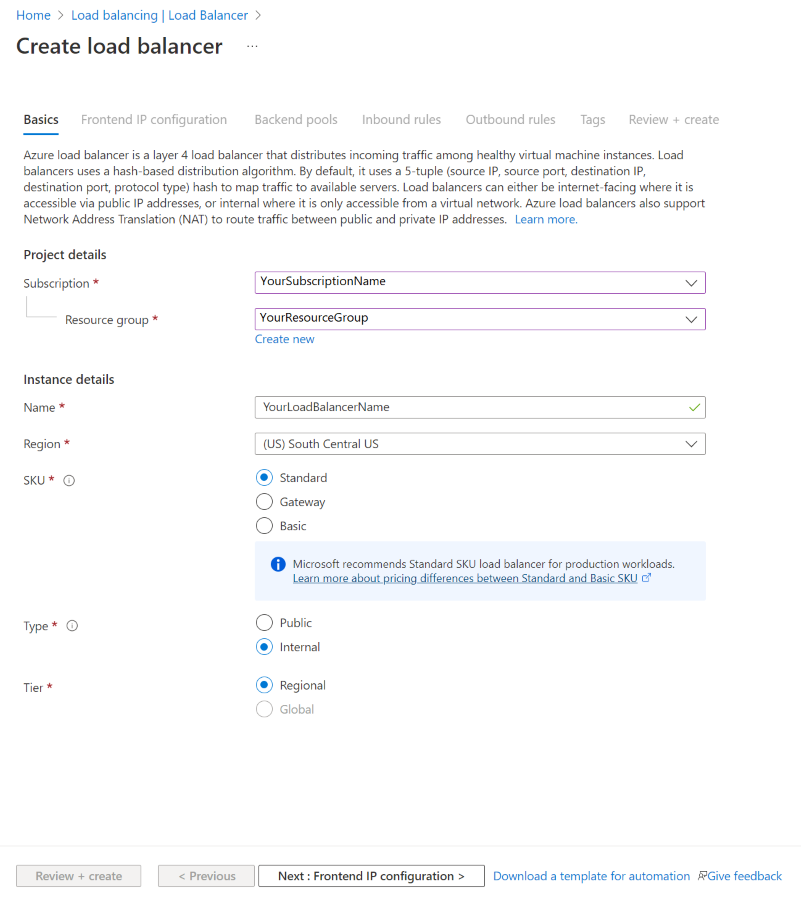 Home > Load balancing | Load Balancer >
Create load balancer ...
Basics Frontend IP configuration Backend pools Inbound rules Outbound rules Tags Review + create
Azure load balancer is a layer 4 load balancer that distributes incoming traffic among healthy virtual machine instances. Load
balancers uses a hash-based distribution algorithm. By default, it uses a 5-tuple (source IP, source port, destination IP,
destination port, protocol type) hash to map traffic to available servers. Load balancers can either be internet-facing where it is
accessible via public IP addresses, or internal where it is only accessible from a virtual network. Azure load balancers also support
Network Address Translation (NAT) to route traffic between public and private IP addresses. Learn more.
Project details
Subscription * YourSubscriptionName
Resource group * YourResourceGroup
Create new
Instance details
Name * YourLoadBalancerName
Region * (US) South Central US
SKU * Standard
Gateway
Basic
Microsoft recommends Standard SKU load balancer for production workloads.
Learn more about pricing differences between Standard and Basic SKU
Type * Public
Internal
Tier * Regional
Global
Review + create < Previous Next : Frontend IP configuration > Download a template for automation Give feedback